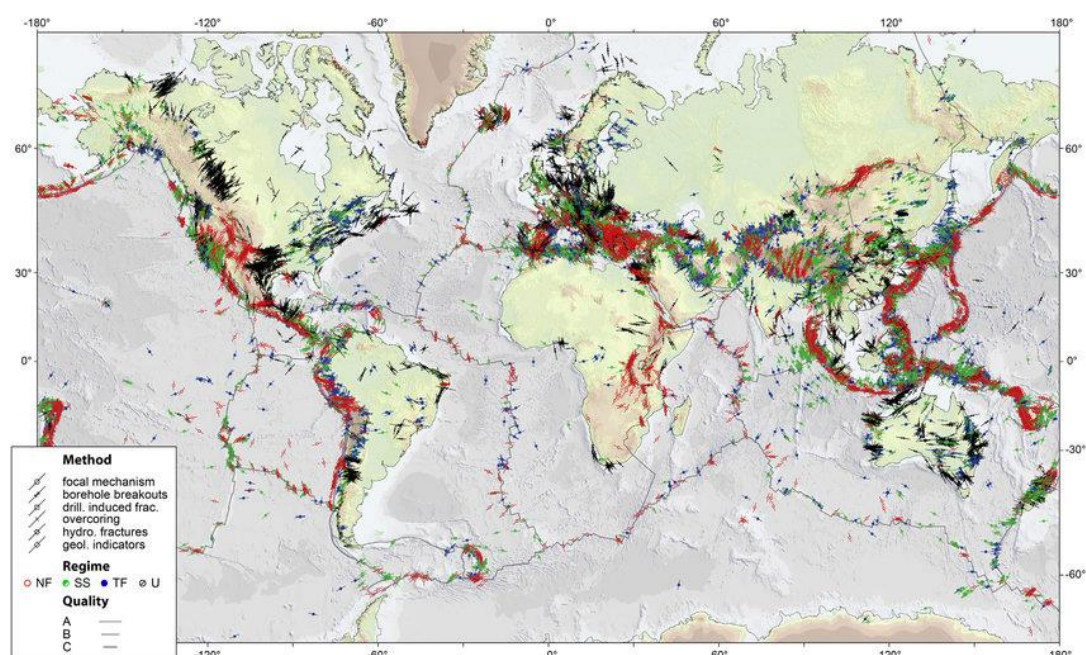 -180° -120° -60° 0° 60° 120° 180°
60° 60°
30° 30°
0° 0°
-30°
-60°
Method
focal mechanism
borehole breakouts
drill. induced frac.
overcoring
hydro. fractures
geol. indicators
Regime
NF SS TF U
Quality
A
B
C
-120° -60° 0° 60° 120° 180°